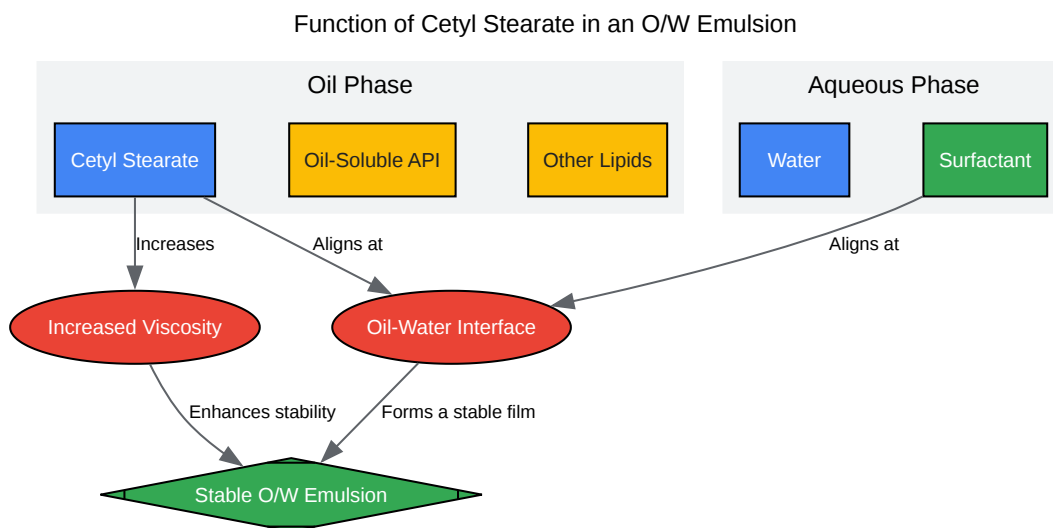 Function of Cetyl Stearate in an O/W Emulsion
Oil Phase
Aqueous Phase
Cetyl Stearate
Oil-Soluble API
Other Lipids
Water
Surfactant
Increases
Aligns at
Aligns at
Increased Viscosity
Oil-Water Interface
Enhances stability
Forms a stable film
Stable O/W Emulsion